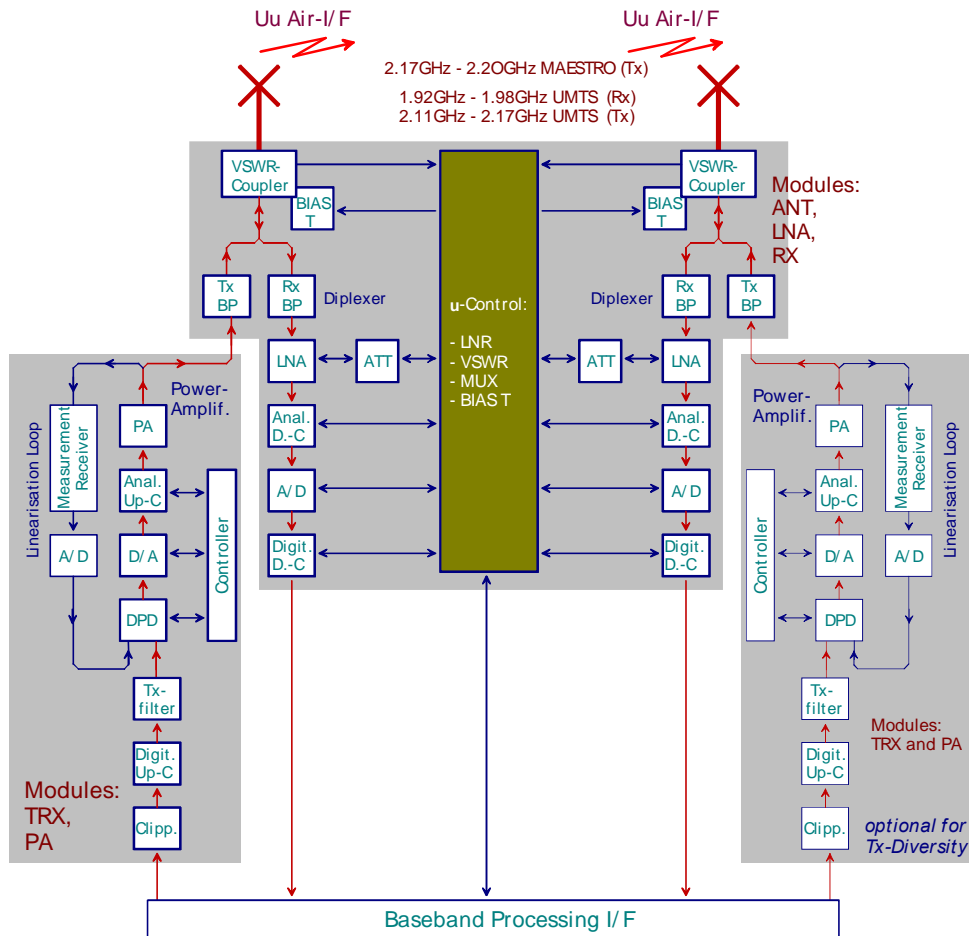 Uu Air-I/F
Uu Air-I/F
2.17GHz - 2.2OGHz MAESTRO (Tx)
1.92GHz - 1.98GHz UMTS (Rx)
2.11GHz - 2.17GHz UMTS (Tx)
VSWR-
Coupler
BIAS
T
Tx
BP
Rx
BP
Diplexer
LNA
ATT
Anal.
D.-C
A/D
Digit.
D.-C
u-Control:
- LNR
- VSWR
- MUX
- BIAS T
VSWR-
Coupler
BIAS
T
Modules:
ANT,
LNA,
RX
Diplexer
Rx
BP
Tx
BP
ATT
LNA
Anal.
D.-C
A/D
Digit.
D.-C
Power-
Amplif.
PA
Linearisation Loop
Measurement
Receiver
Anal.
Up-C
A/D
D/A
Controller
DPD
Tx-
filter
Digit.
Up-C
Clipp.
Modules:
TRX,
PA
Power-
Amplif.
PA
Measurement
Receiver
Linearisation Loop
Anal.
Up-C
Controller
D/A
A/D
DPD
Tx-
filter
Digit.
Up-C
Clipp.
Modules:
TRX and PA
optional for
Tx-Diversity
Baseband Processing I/F